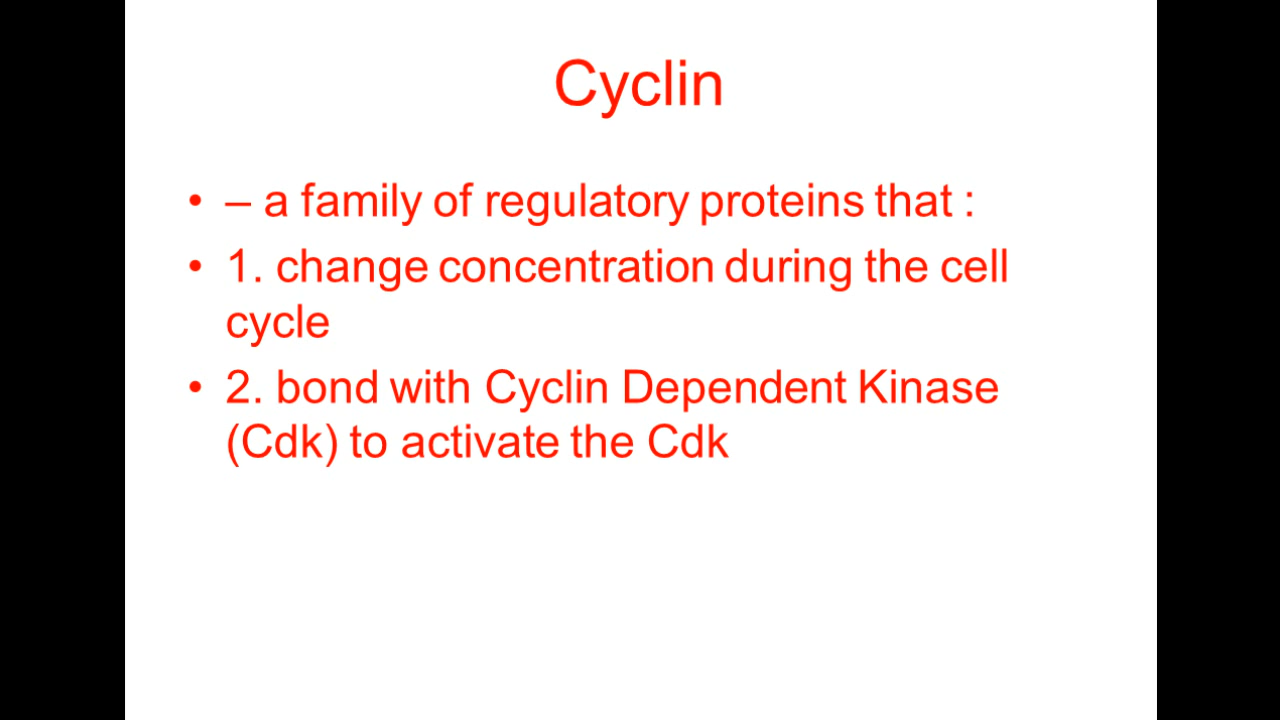 Cyclin
• – a family of regulatory proteins that :
• 1. change concentration during the cell
cycle
• 2. bond with Cyclin Dependent Kinase
(Cdk) to activate the Cdk